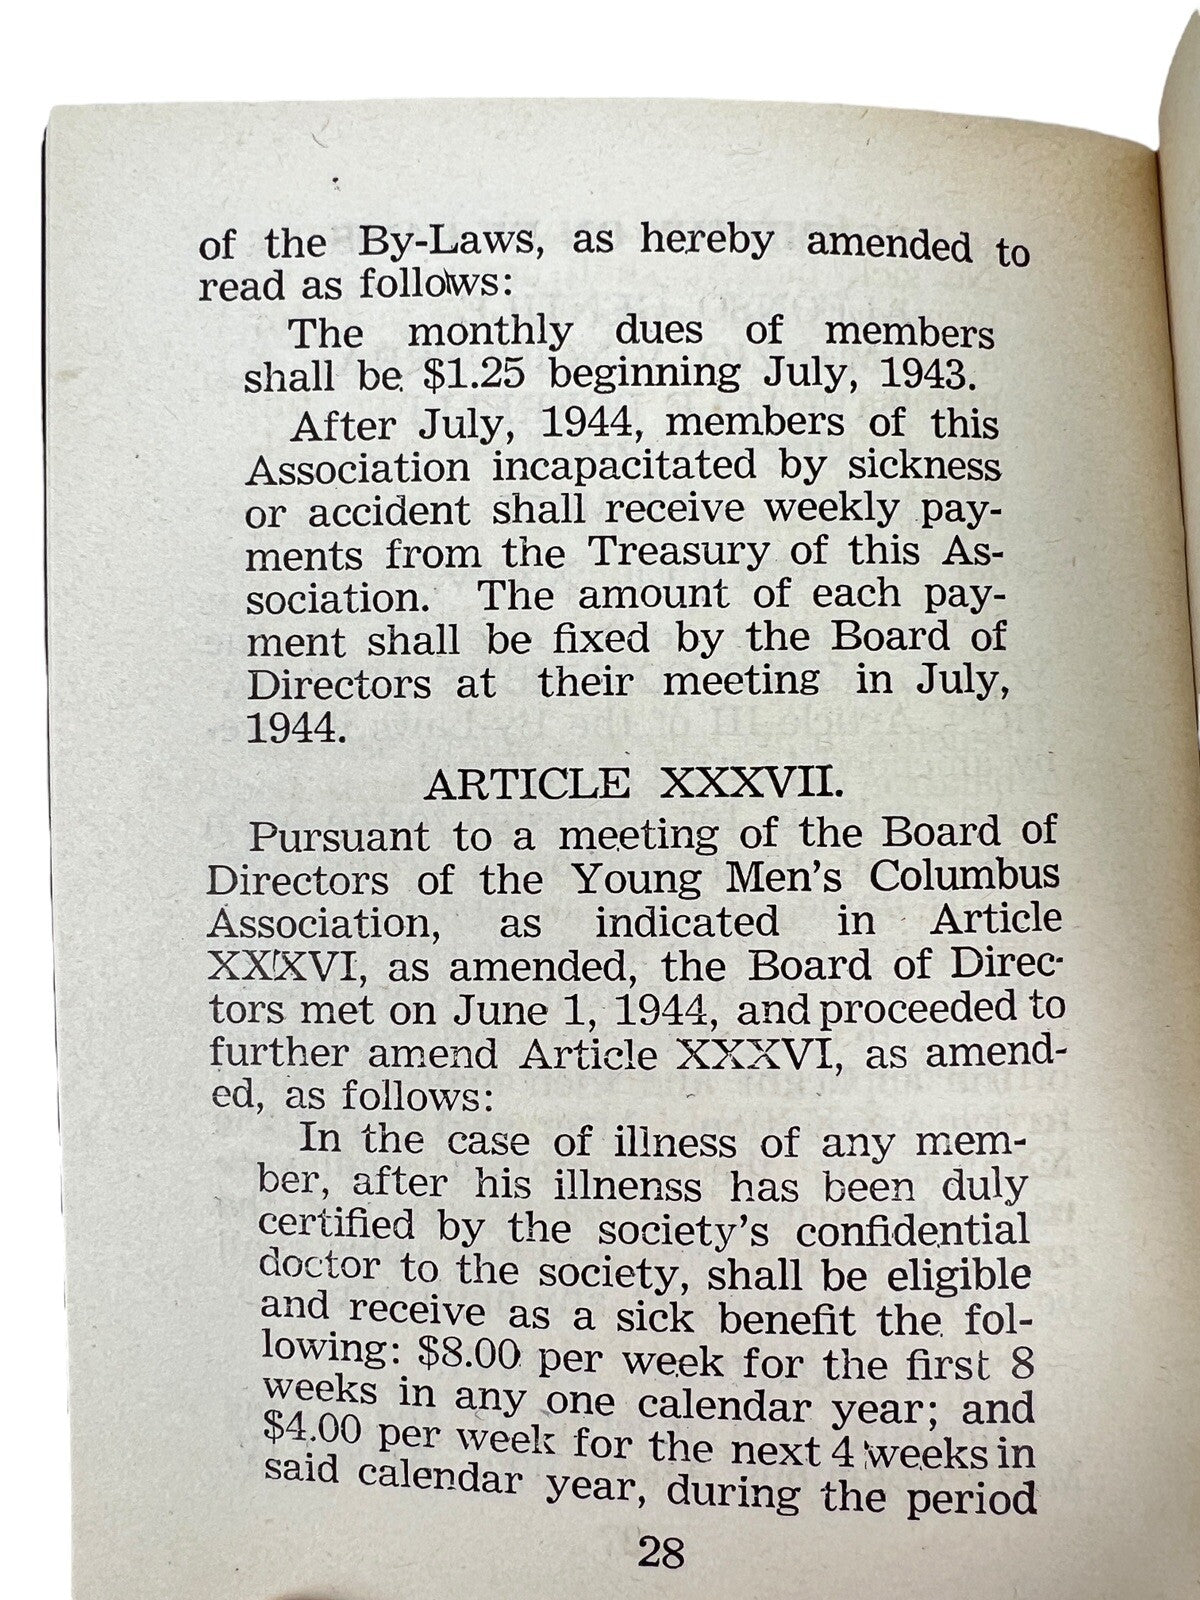 of the By-Laws, as hereby amended to
read as follows:
The monthly dues of members
shall be $1.25 beginning July, 1943.
After July, 1944, members of this
Association incapacitated by sickness
or accident shall receive weekly pay-
ments from the Treasury of this As-
sociation. The amount of each pay-
ment shall be fixed by the Board of
Directors at their meeting in July,
1944.
ARTICLE XXXVII.
Pursuant to a meeting of the Board of
Directors of the Young Men's Columbus
Association, as indicated in Article
XXXVI, as amended, the Board of Direc-
tors met on June 1, 1944, and proceeded to
further amend Article XXXVI, as amend-
ed, as follows:
In the case of illness of any mem-
ber, after his illnenss has been duly
certified by the society's confidential
doctor to the society, shall be eligible
and receive as a sick benefit the fol-
lowing: $8.00 per week for the first 8
weeks in any one calendar year; and
$4.00 per week for the next 4 weeks in
said calendar year, during the period
28